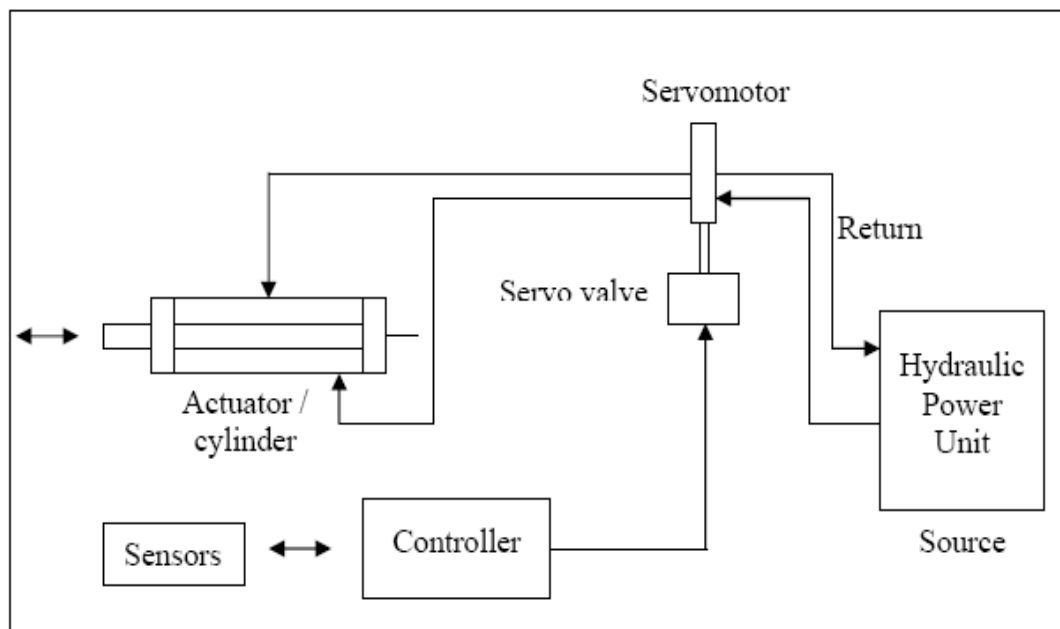 Servomotor
Return
Servo valve
Hydraulic
Power
Unit
Actuator /
cylinder
Source
Sensors
Controller